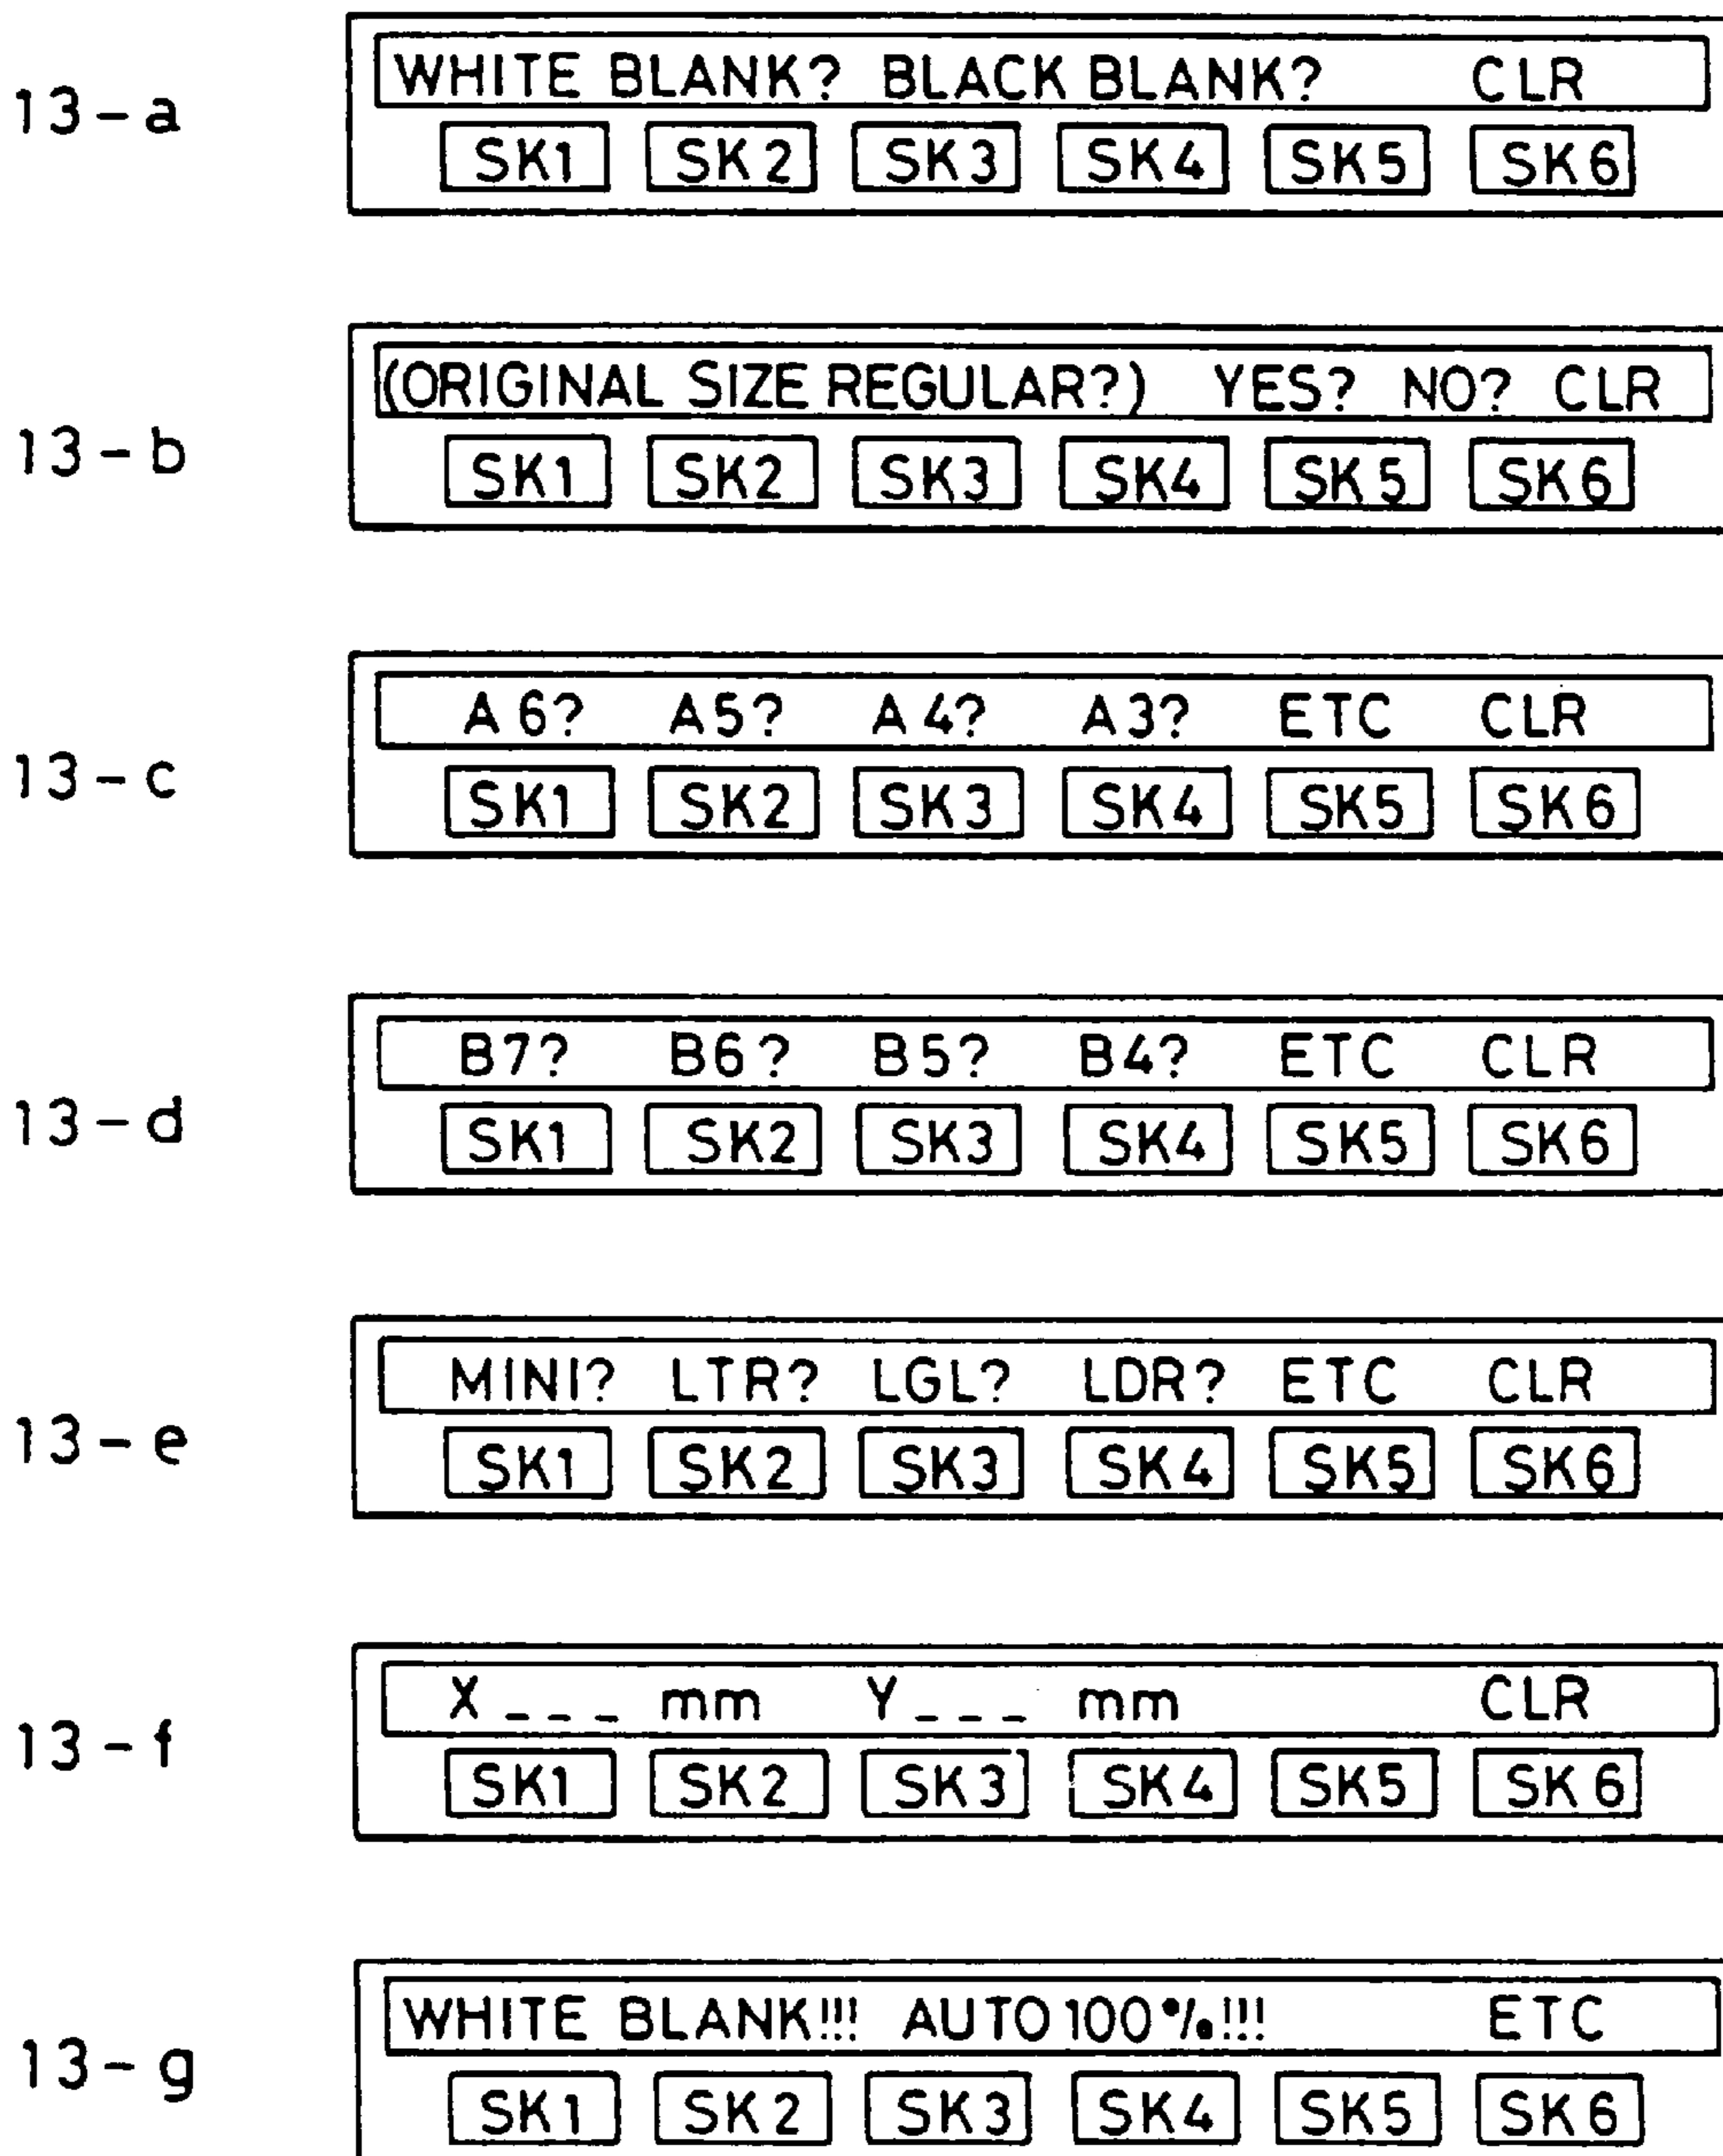 WHITE BLANK? BLACK BLANK? CLR
13-a
SK1 SK2 SK3 SK4 SK5 SK6
(ORIGINAL SIZE REGULAR?) YES? NO? CLR
13-b
SK1 SK2 SK3 SK4 SK5 SK6
A6? A5? A4? A3? ETC CLR
13-c
SK1 SK2 SK3 SK4 SK5 SK6
B7? B6? B5? B4? ETC CLR
13-d
SK1 SK2 SK3 SK4 SK5 SK6
MINI? LTR? LGL? LDR? ETC CLR
13-e
SK1 SK2 SK3 SK4 SK5 SK6
X _ _ _ mm Y _ _ _ mm CLR
13-f
SK1 SK2 SK3 SK4 SK5 SK6
WHITE BLANK!!! AUTO 100%!!! ETC
13-g
SK1 SK2 SK3 SK4 SK5 SK6